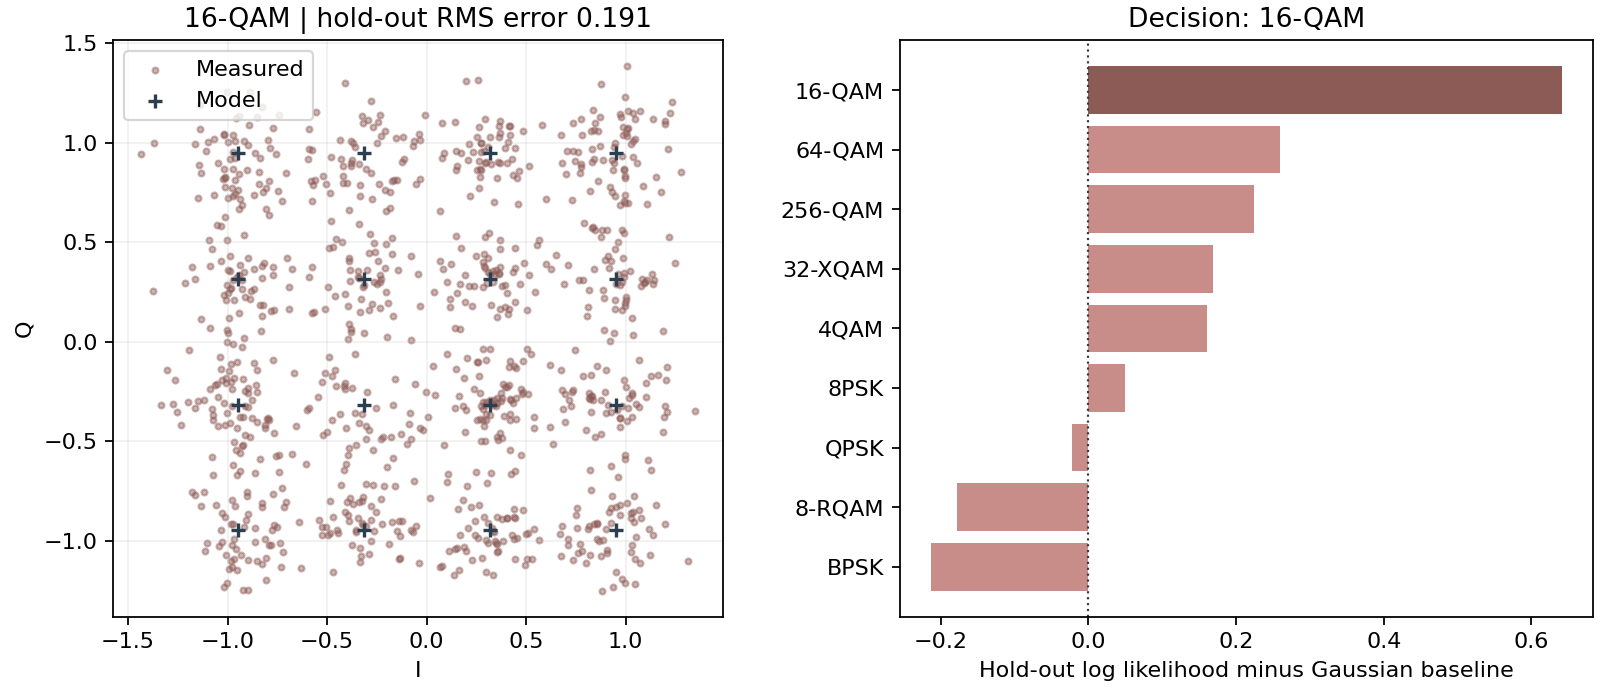 16-QAM | hold-out RMS error 0.191
Measured
Model
1.5
1.0
0.5
0.0
−0.5
−1.0
Q
−1.5
−1.0
−0.5
0.0
0.5
1.0
I
Decision: 16-QAM
16-QAM
64-QAM
256-QAM
32-XQAM
4QAM
8PSK
QPSK
8-RQAM
BPSK
−0.2
0.0
0.2
0.4
0.6
Hold-out log likelihood minus Gaussian baseline